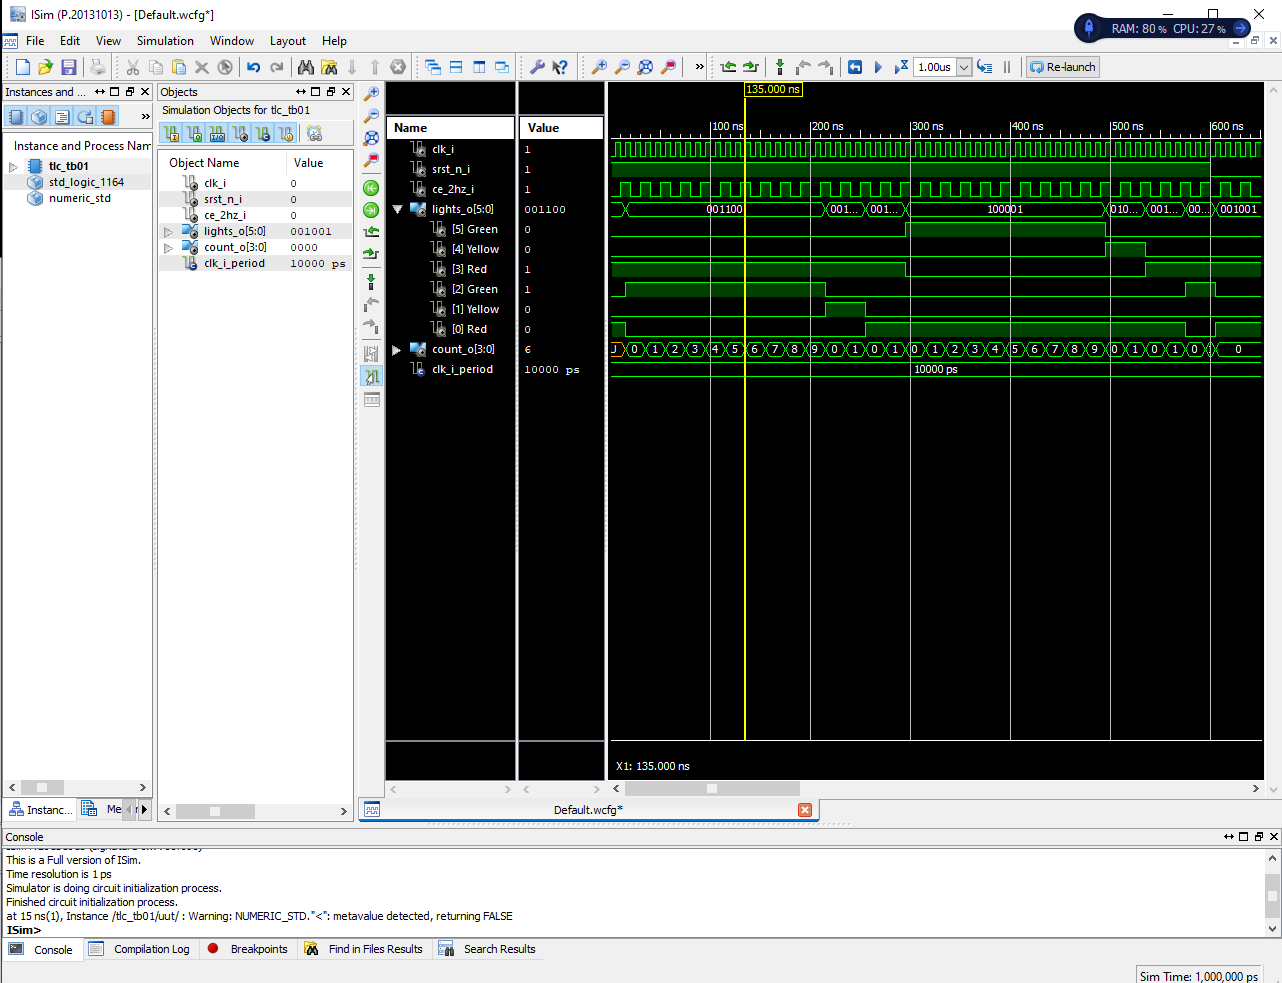 ISim (P.20131013) - [Default.wcfg*]
RAM: 80 % CPU: 27 %
File Edit View Simulation Window Layout Help
» » 1.00us Re-launch
Instances and ...
»
Instance and Process Nam
tlc_tb01
std_logic_1164
numeric_std
Instanc... Me
Objects
Simulation Objects for tlc_tb01
Object Name Value
clk_i 0
srst_n_i 0
ce_2hz_i 0
lights_o[5:0] 001001
count_o[3:0] 0000
clk_i_period 10000 ps
Name Value
clk_i 1
srst_n_i 1
ce_2hz_i 1
lights_o[5:0] 001100
[5] Green 0
[4] Yellow 0
[3] Red 1
[2] Green 1
[1] Yellow 0
[0] Red 0
count_o[3:0] 6
clk_i_period 10000 ps
135.000 ns
100 ns 200 ns 300 ns 400 ns 500 ns 600 ns
001100 001... 001... 100001 010... 001... 00... 001001
U 0 1 2 3 4 5 6 7 8 9 0 1 0 1 0 1 2 3 4 5 6 7 8 9 0 1 0 1 0 0
10000 ps
X1: 135.000 ns
Default.wcfg*
Console
This is a Full version of ISim.
Time resolution is 1 ps
Simulator is doing circuit initialization process.
Finished circuit initialization process.
at 15 ns(1), Instance /tlc_tb01/uut/ : Warning: NUMERIC_STD."<": metavalue detected, returning FALSE
ISim>
Console Compilation Log Breakpoints Find in Files Results Search Results
Sim Time: 1,000,000 ps